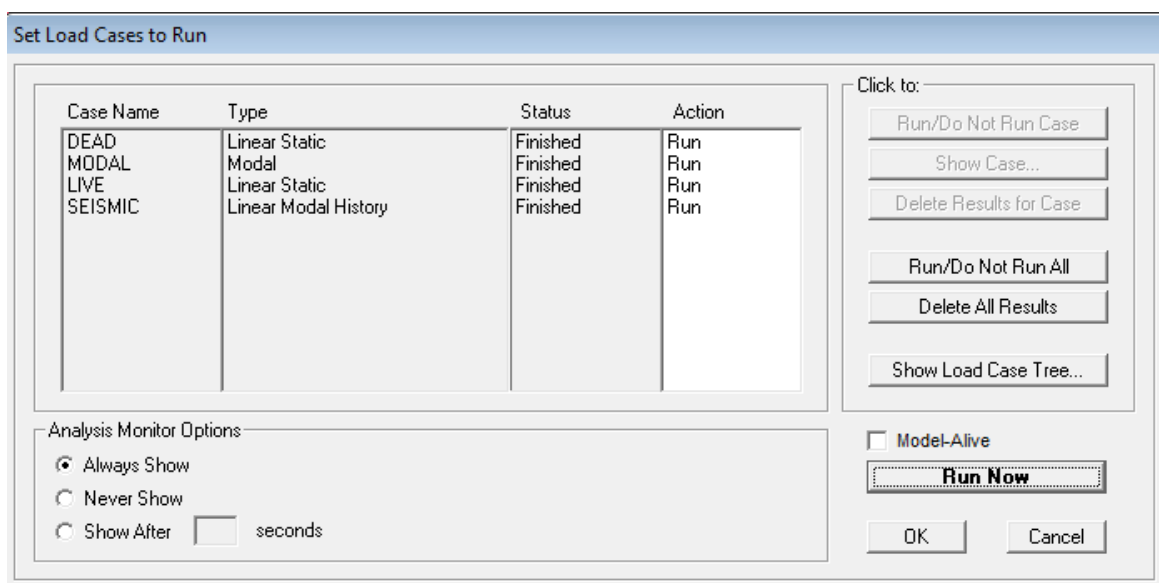 Set Load Cases to Run
Case Name Type Status Action
DEAD Linear Static Finished Run
MODAL Modal Finished Run
LIVE Linear Static Finished Run
SEISMIC Linear Modal History Finished Run
Click to:
Run/Do Not Run Case
Show Case...
Delete Results for Case
Run/Do Not Run All
Delete All Results
Show Load Case Tree...
Analysis Monitor Options
Always Show
Never Show
Show After seconds
Model-Alive
Run Now
OK Cancel